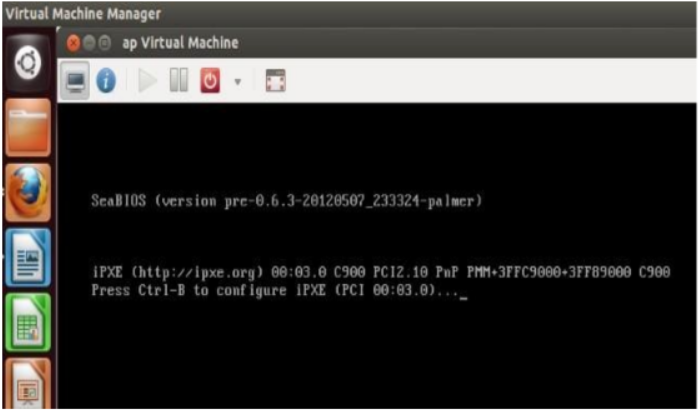 Virtual Machine Manager
ap Virtual Machine
SeaBIOS (version pre-0.6.3-20120507_233324-palmer)
iPXE (http://ipxe.org) 00:03.0 C900 PCI2.10 PnP PMM+3FFC9000+3FF89000 C900
Press Ctrl-B to configure iPXE (PCI 00:03.0)..._